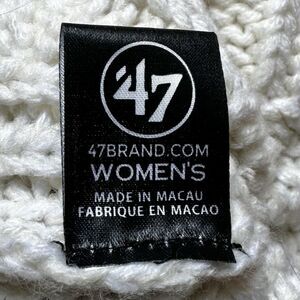 '47
47BRAND.COM
WOMEN'S
MADE IN MACAU
FABRIQUE EN MACAO